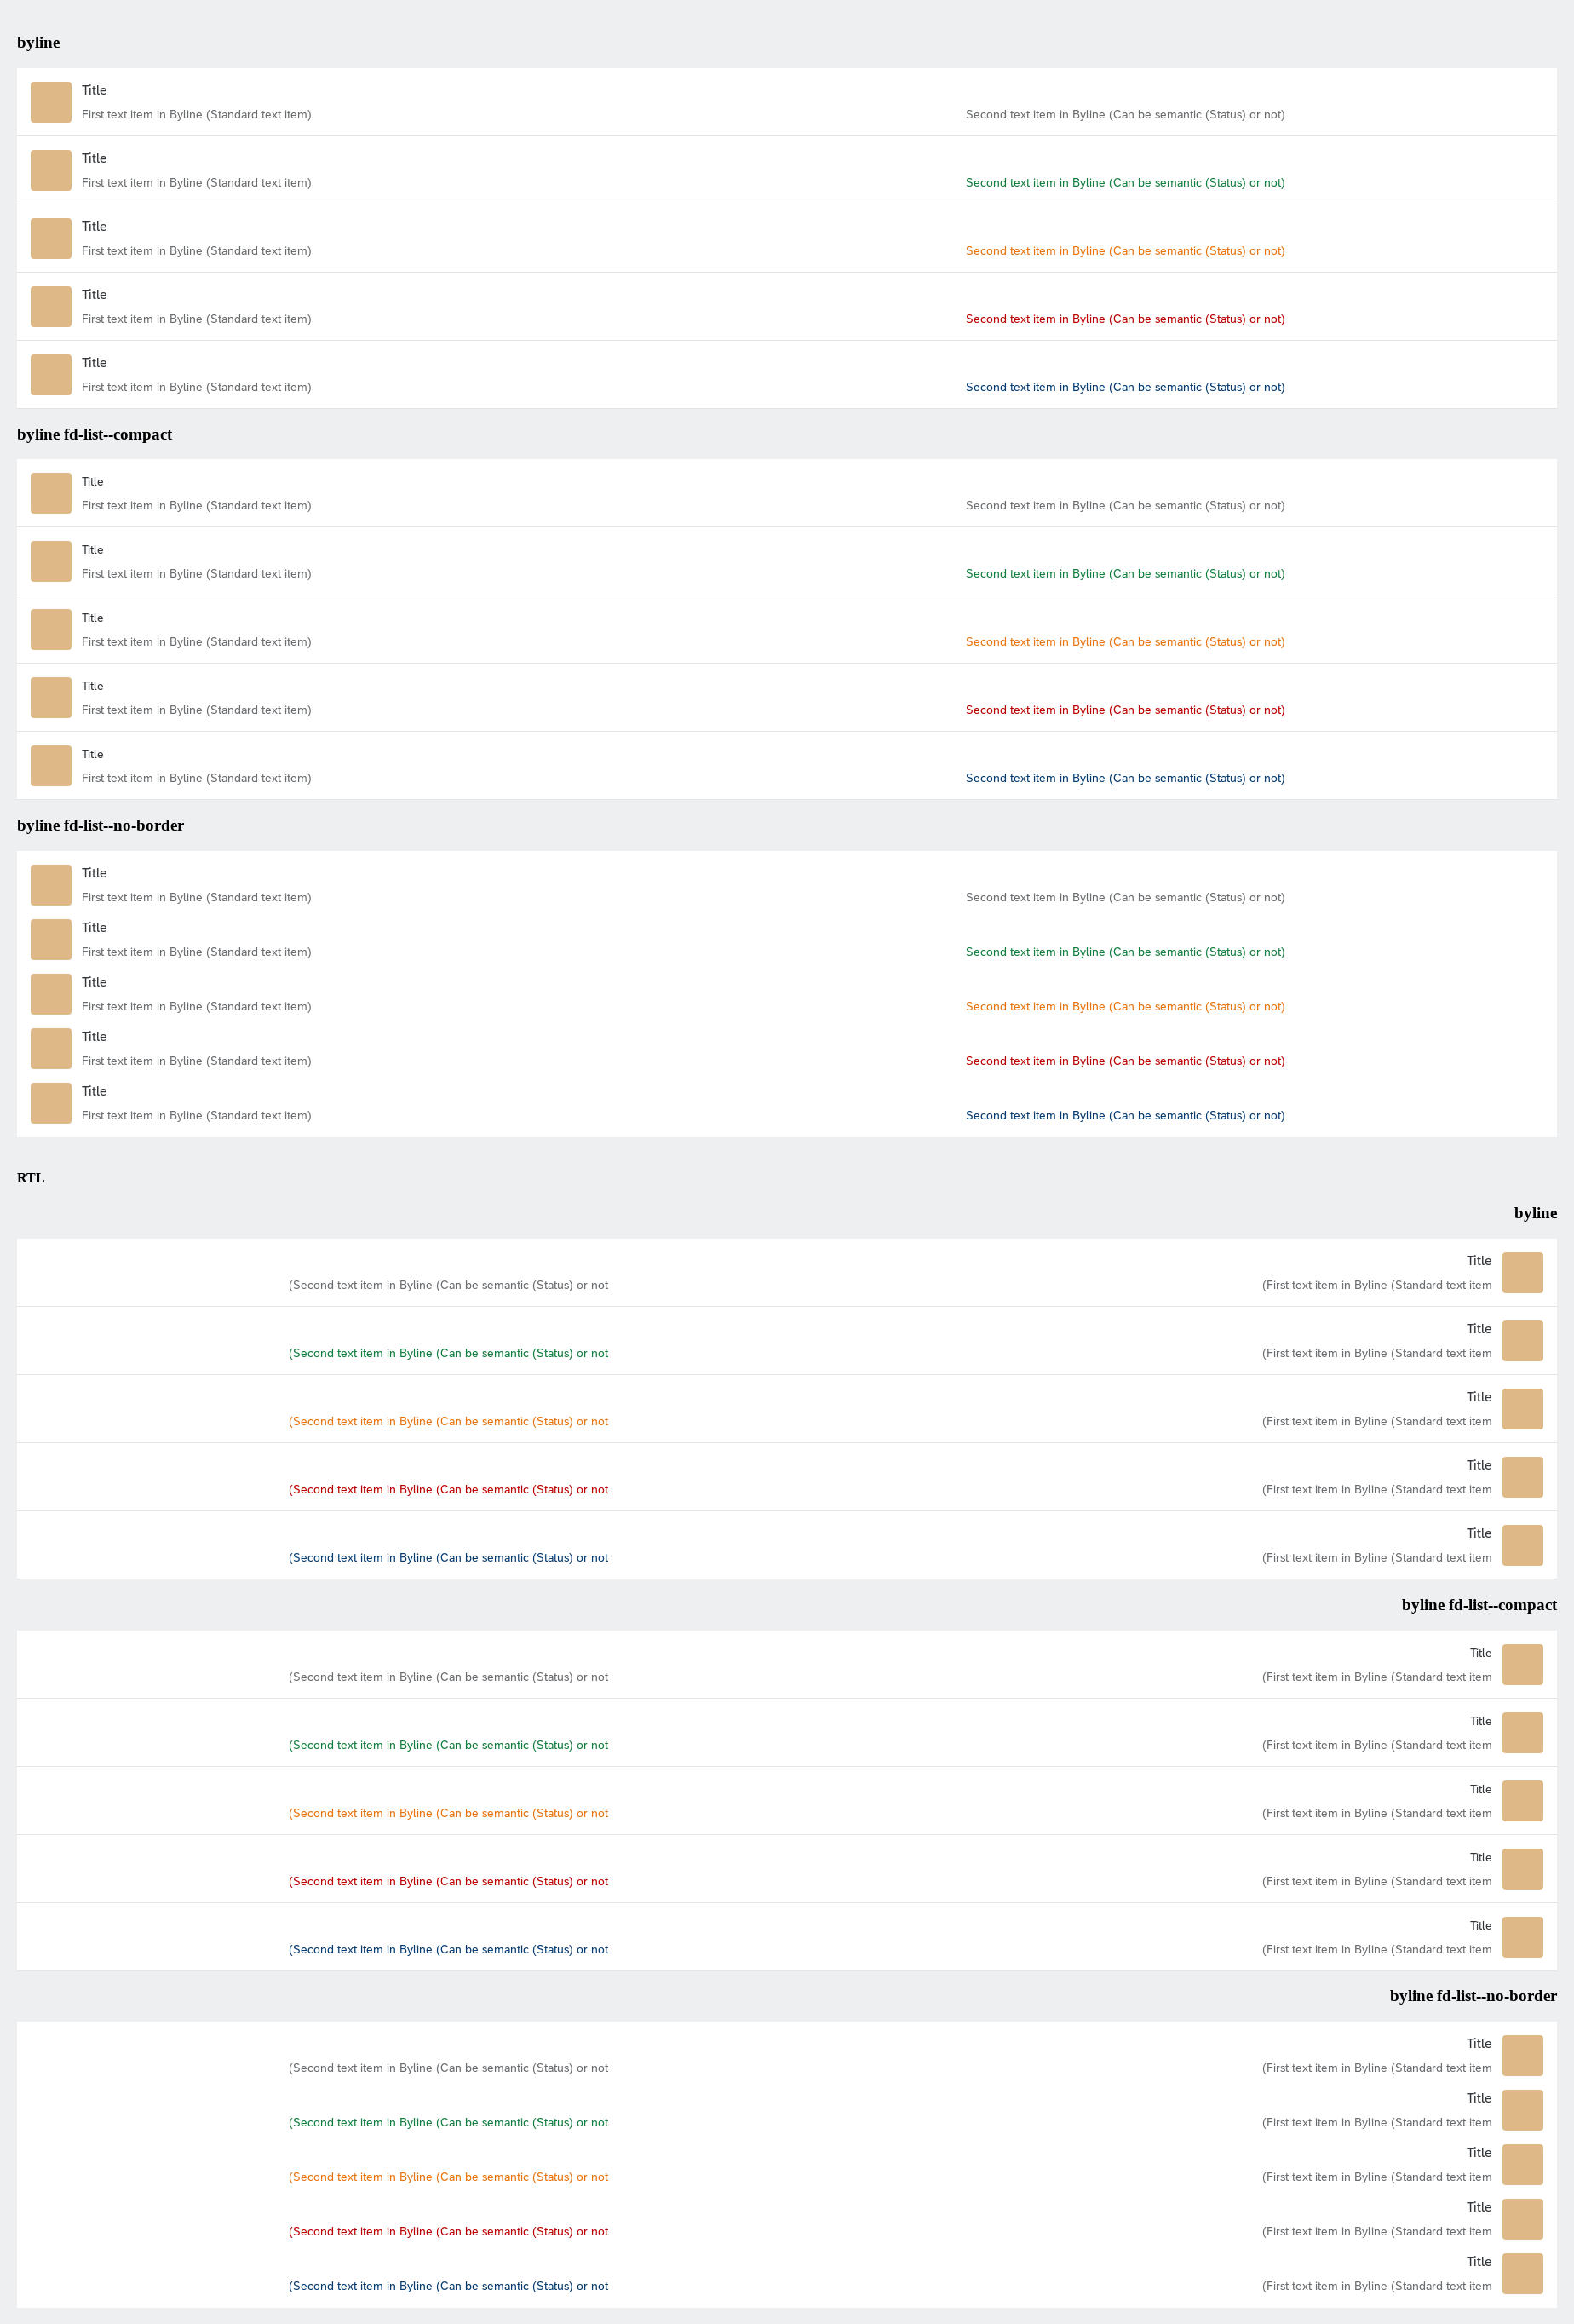 byline
Title
First text item in Byline (Standard text item) Second text item in Byline (Can be semantic (Status) or not)
Title
First text item in Byline (Standard text item) Second text item in Byline (Can be semantic (Status) or not)
Title
First text item in Byline (Standard text item) Second text item in Byline (Can be semantic (Status) or not)
Title
First text item in Byline (Standard text item) Second text item in Byline (Can be semantic (Status) or not)
Title
First text item in Byline (Standard text item) Second text item in Byline (Can be semantic (Status) or not)
byline fd-list--compact
Title
First text item in Byline (Standard text item) Second text item in Byline (Can be semantic (Status) or not)
Title
First text item in Byline (Standard text item) Second text item in Byline (Can be semantic (Status) or not)
Title
First text item in Byline (Standard text item) Second text item in Byline (Can be semantic (Status) or not)
Title
First text item in Byline (Standard text item) Second text item in Byline (Can be semantic (Status) or not)
Title
First text item in Byline (Standard text item) Second text item in Byline (Can be semantic (Status) or not)
byline fd-list--no-border
Title
First text item in Byline (Standard text item) Second text item in Byline (Can be semantic (Status) or not)
Title
First text item in Byline (Standard text item) Second text item in Byline (Can be semantic (Status) or not)
Title
First text item in Byline (Standard text item) Second text item in Byline (Can be semantic (Status) or not)
Title
First text item in Byline (Standard text item) Second text item in Byline (Can be semantic (Status) or not)
Title
First text item in Byline (Standard text item) Second text item in Byline (Can be semantic (Status) or not)
RTL
byline
Title
(Second text item in Byline (Can be semantic (Status) or not (First text item in Byline (Standard text item
Title
(Second text item in Byline (Can be semantic (Status) or not (First text item in Byline (Standard text item
Title
(Second text item in Byline (Can be semantic (Status) or not (First text item in Byline (Standard text item
Title
(Second text item in Byline (Can be semantic (Status) or not (First text item in Byline (Standard text item
Title
(Second text item in Byline (Can be semantic (Status) or not (First text item in Byline (Standard text item
byline fd-list--compact
Title
(Second text item in Byline (Can be semantic (Status) or not (First text item in Byline (Standard text item
Title
(Second text item in Byline (Can be semantic (Status) or not (First text item in Byline (Standard text item
Title
(Second text item in Byline (Can be semantic (Status) or not (First text item in Byline (Standard text item
Title
(Second text item in Byline (Can be semantic (Status) or not (First text item in Byline (Standard text item
Title
(Second text item in Byline (Can be semantic (Status) or not (First text item in Byline (Standard text item
byline fd-list--no-border
Title
(Second text item in Byline (Can be semantic (Status) or not (First text item in Byline (Standard text item
Title
(Second text item in Byline (Can be semantic (Status) or not (First text item in Byline (Standard text item
Title
(Second text item in Byline (Can be semantic (Status) or not (First text item in Byline (Standard text item
Title
(Second text item in Byline (Can be semantic (Status) or not (First text item in Byline (Standard text item
Title
(Second text item in Byline (Can be semantic (Status) or not (First text item in Byline (Standard text item